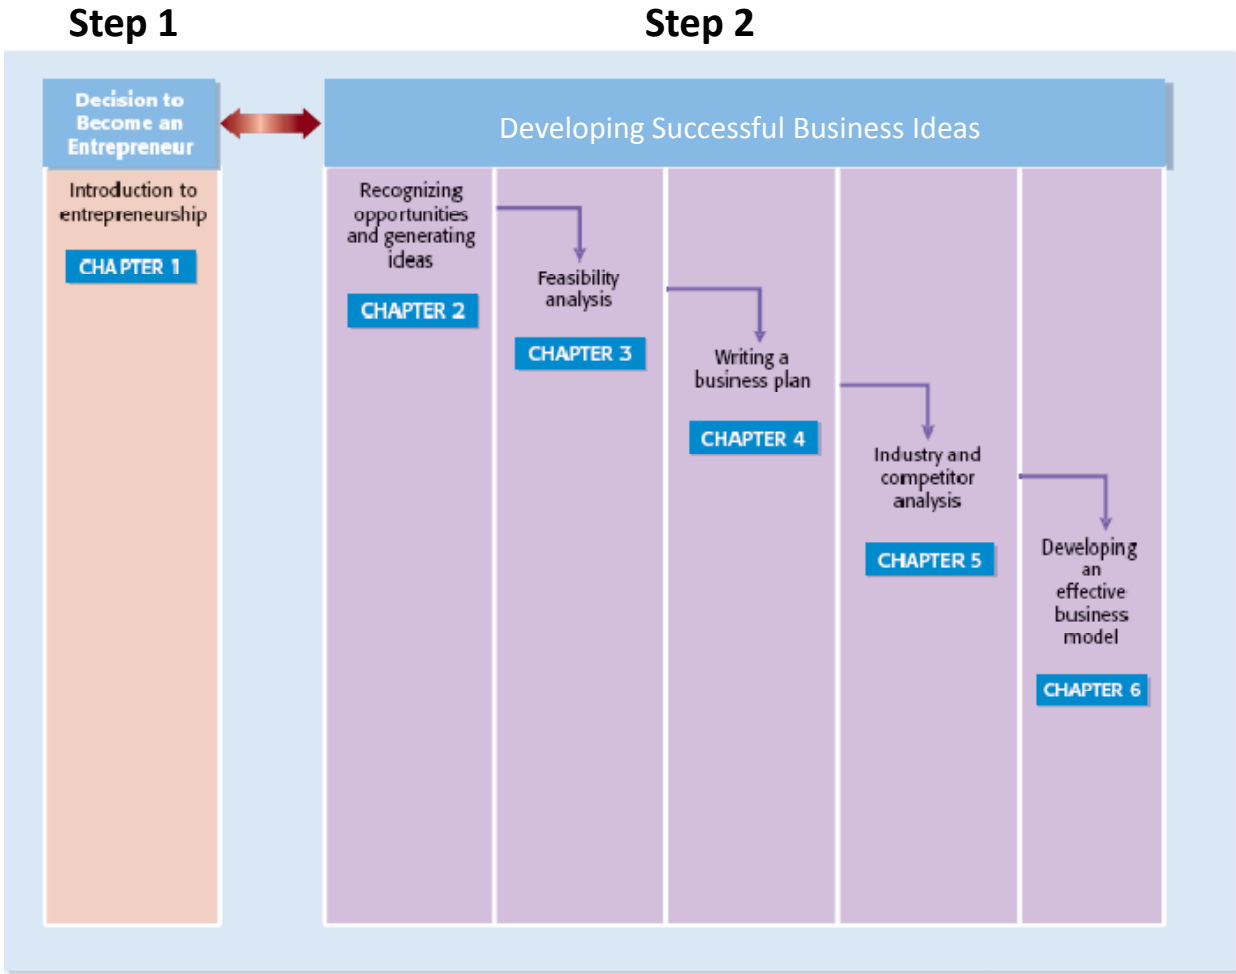 Step 1
Step 2
Decision to
Become an
Entrepreneur
Developing Successful Business Ideas
Introduction to
entrepreneurship
CHAPTER 1
Recognizing
opportunities
and generating
ideas
CHAPTER 2
Feasibility
analysis
CHAPTER 3
Writing a
business plan
CHAPTER 4
Industry and
competitor
analysis
CHAPTER 5
Developing
an
effective
business
model
CHAPTER 6